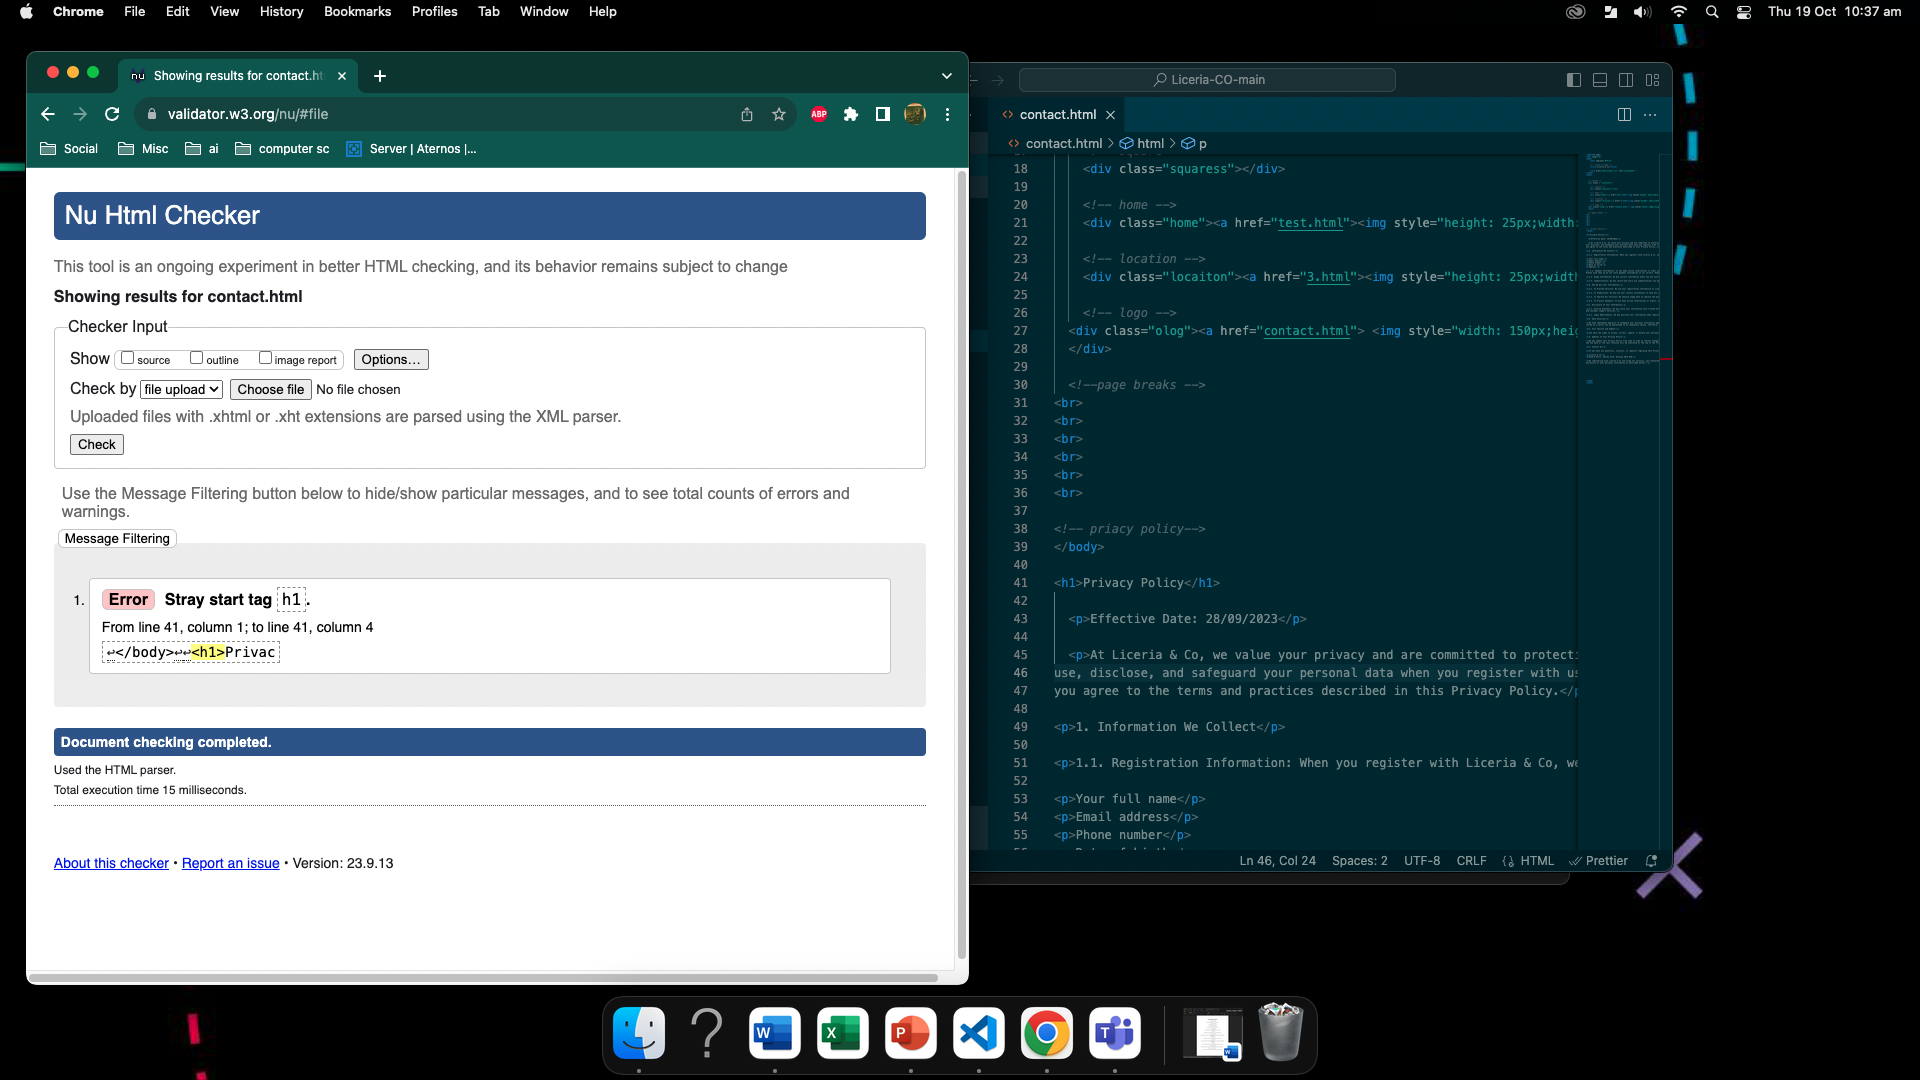 Chrome File Edit View History Bookmarks Profiles Tab Window Help
Thu 19 Oct 10:37 am
nu Showing results for contact.ht
validator.w3.org/nu/#file
ABP
Social Misc ai computer sc Server | Aternos |...
Nu Html Checker
This tool is an ongoing experiment in better HTML checking, and its behavior remains subject to change
Showing results for contact.html
Checker Input
Show source outline image report Options...
Check by file upload Choose file No file chosen
Uploaded files with .xhtml or .xht extensions are parsed using the XML parser.
Check
Use the Message Filtering button below to hide/show particular messages, and to see total counts of errors and
warnings.
Message Filtering
1. Error Stray start tag h1.
From line 41, column 1; to line 41, column 4
↩</body>↩↩<h1>Privac
Document checking completed.
Used the HTML parser.
Total execution time 15 milliseconds.
About this checker • Report an issue • Version: 23.9.13
Liceria-CO-main
contact.html
contact.html > html > p
18 <div class="squaress"></div>
19
20 <!-- home -->
21 <div class="home"><a href="test.html"><img style="height: 25px;width:
22
23 <!-- location -->
24 <div class="locaiton"><a href="3.html"><img style="height: 25px;widt
25
26 <!-- logo -->
27 <div class="olog"><a href="contact.html"> <img style="width: 150px;hei
28 </div>
29
30 <!--page breaks -->
31 <br>
32 <br>
33 <br>
34 <br>
35 <br>
36 <br>
37
38 <!-- priacy policy-->
39 </body>
40
41 <h1>Privacy Policy</h1>
42
43 <p>Effective Date: 28/09/2023</p>
44
45 <p>At Liceria & Co, we value your privacy and are committed to protecti
46 use, disclose, and safeguard your personal data when you register with us
47 you agree to the terms and practices described in this Privacy Policy.</p
48
49 <p>1. Information We Collect</p>
50
51 <p>1.1. Registration Information: When you register with Liceria & Co, we
52
53 <p>Your full name</p>
54 <p>Email address</p>
55 <p>Phone number</p>
Ln 46, Col 24 Spaces: 2 UTF-8 CRLF HTML Prettier
W X P T